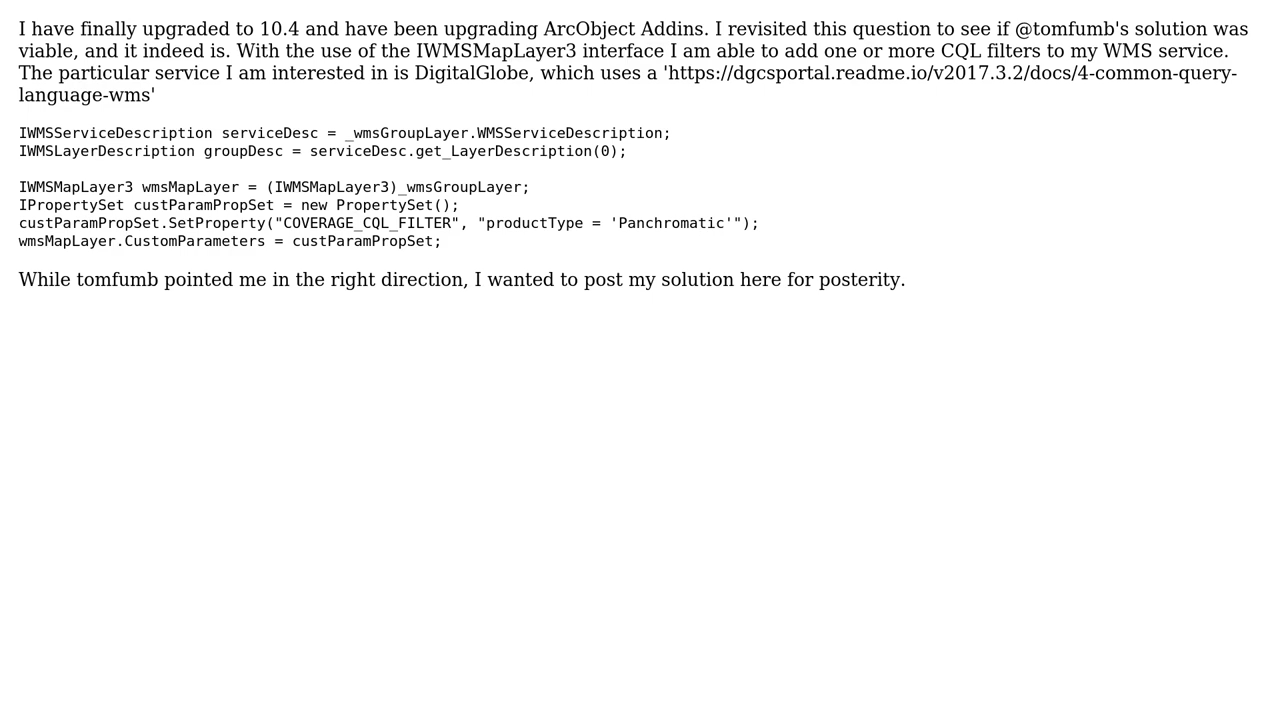 I have finally upgraded to 10.4 and have been upgrading ArcObject Addins. I revisited this question to see if @tomfumb's solution was
viable, and it indeed is. With the use of the IWMSMapLayer3 interface I am able to add one or more CQL filters to my WMS service.
The particular service I am interested in is DigitalGlobe, which uses a 'https://dgcsportal.readme.io/v2017.3.2/docs/4-common-query-
language-wms'
IWMSServiceDescription serviceDesc = _wmsGroupLayer.WMSServiceDescription;
IWMSLayerDescription groupDesc = serviceDesc.get_LayerDescription(0);
IWMSMapLayer3 wmsMapLayer = (IWMSMapLayer3)_wmsGroupLayer;
IPropertySet custParamPropSet = new PropertySet();
custParamPropSet.SetProperty("COVERAGE_CQL_FILTER", "productType = 'Panchromatic'");
wmsMapLayer.CustomParameters = custParamPropSet;
While tomfumb pointed me in the right direction, I wanted to post my solution here for posterity.